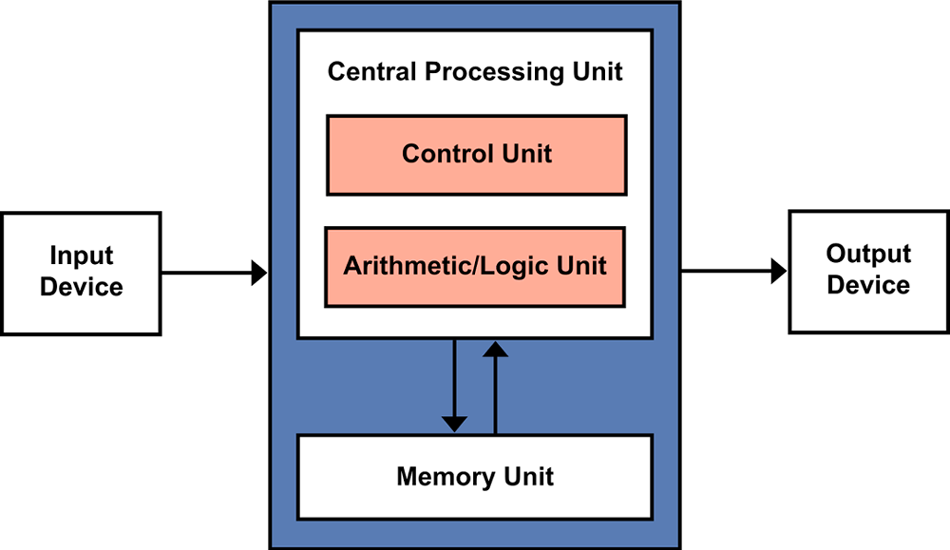 Central Processing Unit
Control Unit
Arithmetic/Logic Unit
Input
Device
Output
Device
Memory Unit